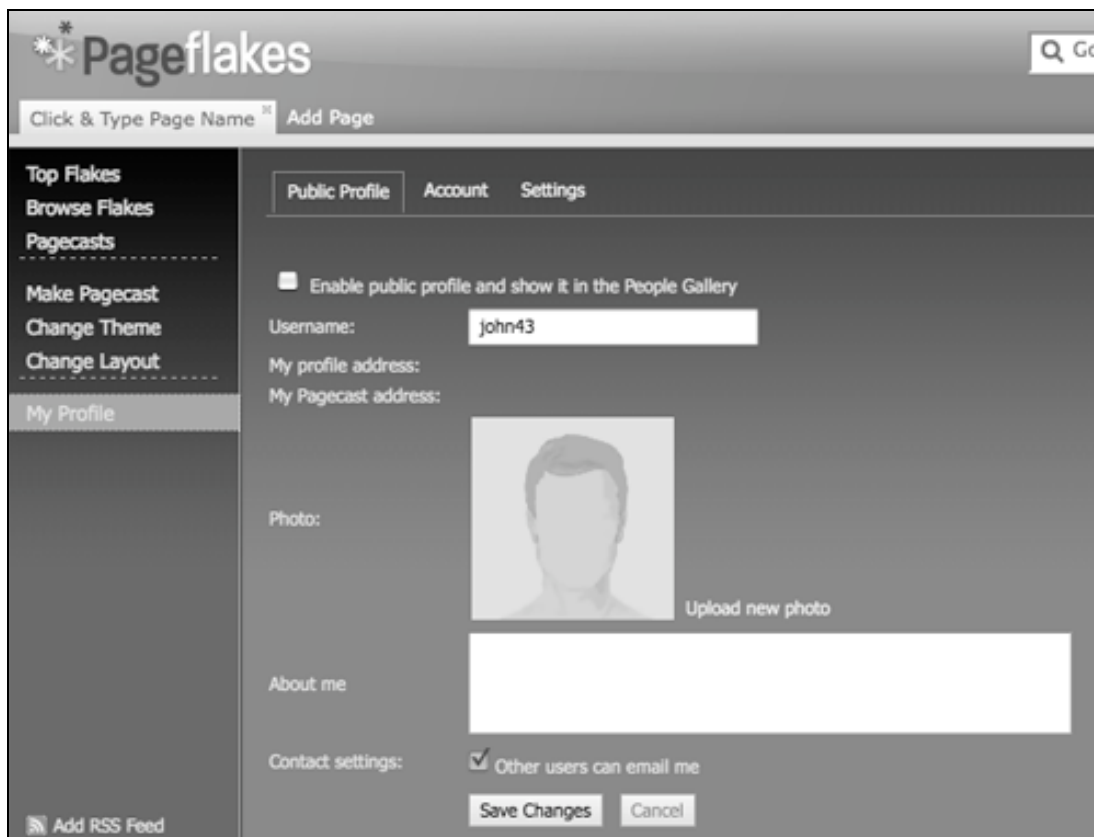 Pageflakes
Click & Type Page Name Add Page
Top Flakes
Browse Flakes
Pagecasts
Make Pagecast
Change Theme
Change Layout
My Profile
Add RSS Feed
Public Profile Account Settings
Enable public profile and show it in the People Gallery
Username: john43
My profile address:
My Pagecast address:
Photo:
Upload new photo
About me
Contact settings: Other users can email me
Save Changes Cancel